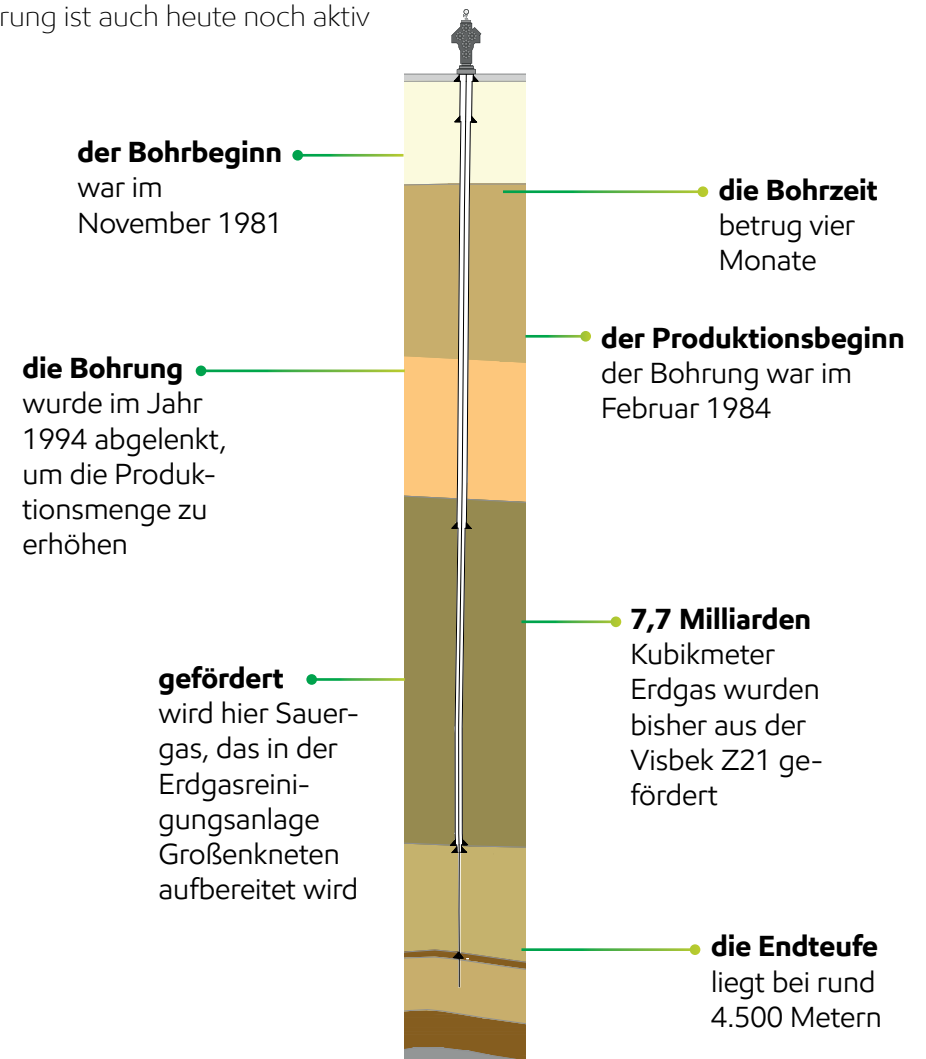 rung ist auch heute noch aktiv
der Bohrbeginn
war im
November 1981
die Bohrzeit
betrug vier
Monate
der Produktionsbeginn
der Bohrung war im
Februar 1984
die Bohrung
wurde im Jahr
1994 abgelenkt,
um die Produk-
tionsmenge zu
erhöhen
7,7 Milliarden
Kubikmeter
Erdgas wurden
bisher aus der
Visbek Z21 ge-
fördert
gefördert
wird hier Sauer-
gas, das in der
Erdgasreini-
gungsanlage
Großenkneten
aufbereitet wird
die Endteufe
liegt bei rund
4.500 Metern